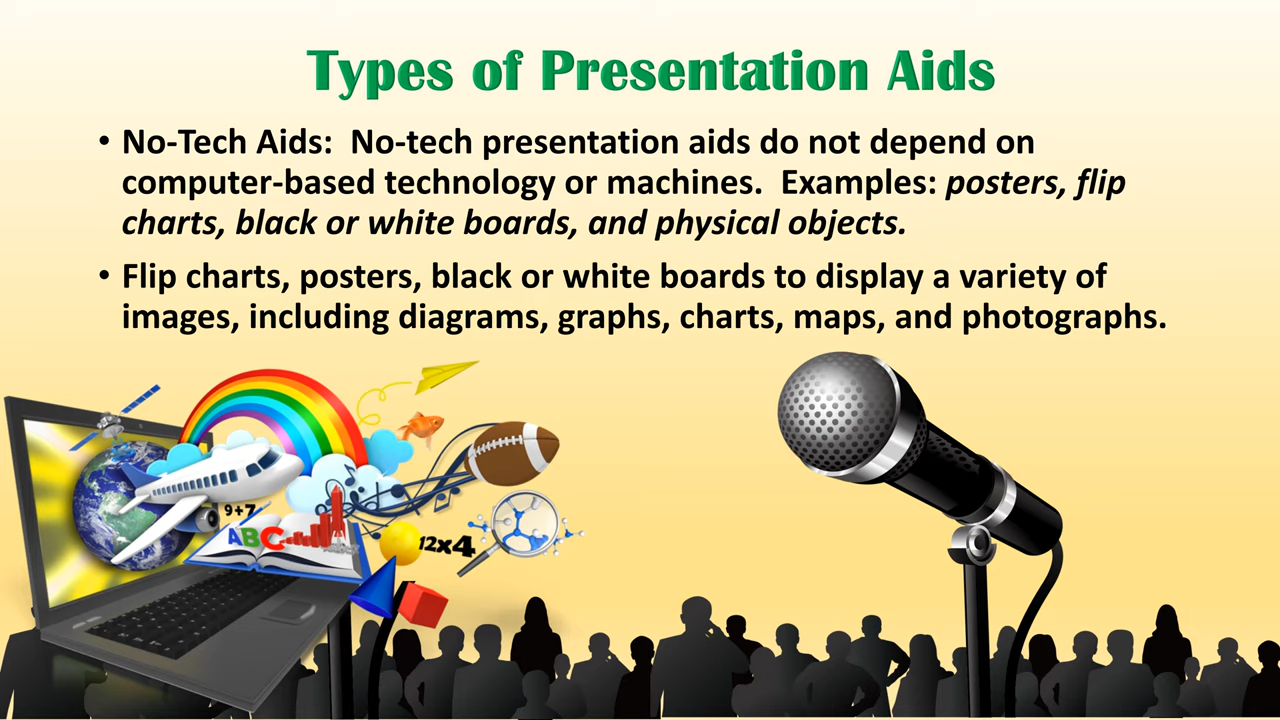 Types of Presentation Aids
• No-Tech Aids:  No-tech presentation aids do not depend on
computer-based technology or machines.  Examples: posters, flip
charts, black or white boards, and physical objects.
• Flip charts, posters, black or white boards to display a variety of
images, including diagrams, graphs, charts, maps, and photographs.
9+7
ABC
12x4